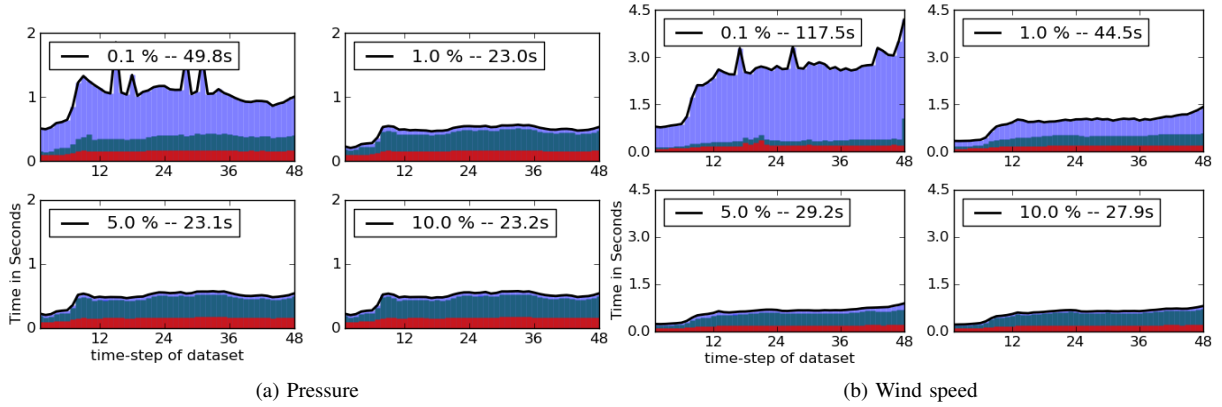 2
0.1 % -- 49.8s
1
0
12 24 36 48
2
1.0 % -- 23.0s
1
0
12 24 36 48
2
5.0 % -- 23.1s
1
0
12 24 36 48
Time in Seconds
time-step of dataset
2
10.0 % -- 23.2s
1
0
12 24 36 48
(a) Pressure
4.5
0.1 % -- 117.5s
3.0
1.5
0.0
12 24 36 48
4.5
1.0 % -- 44.5s
3.0
1.5
0.0
12 24 36 48
4.5
5.0 % -- 29.2s
3.0
1.5
0.0
12 24 36 48
Time in Seconds
time-step of dataset
4.5
10.0 % -- 27.9s
3.0
1.5
0.0
12 24 36 48
(b) Wind speed